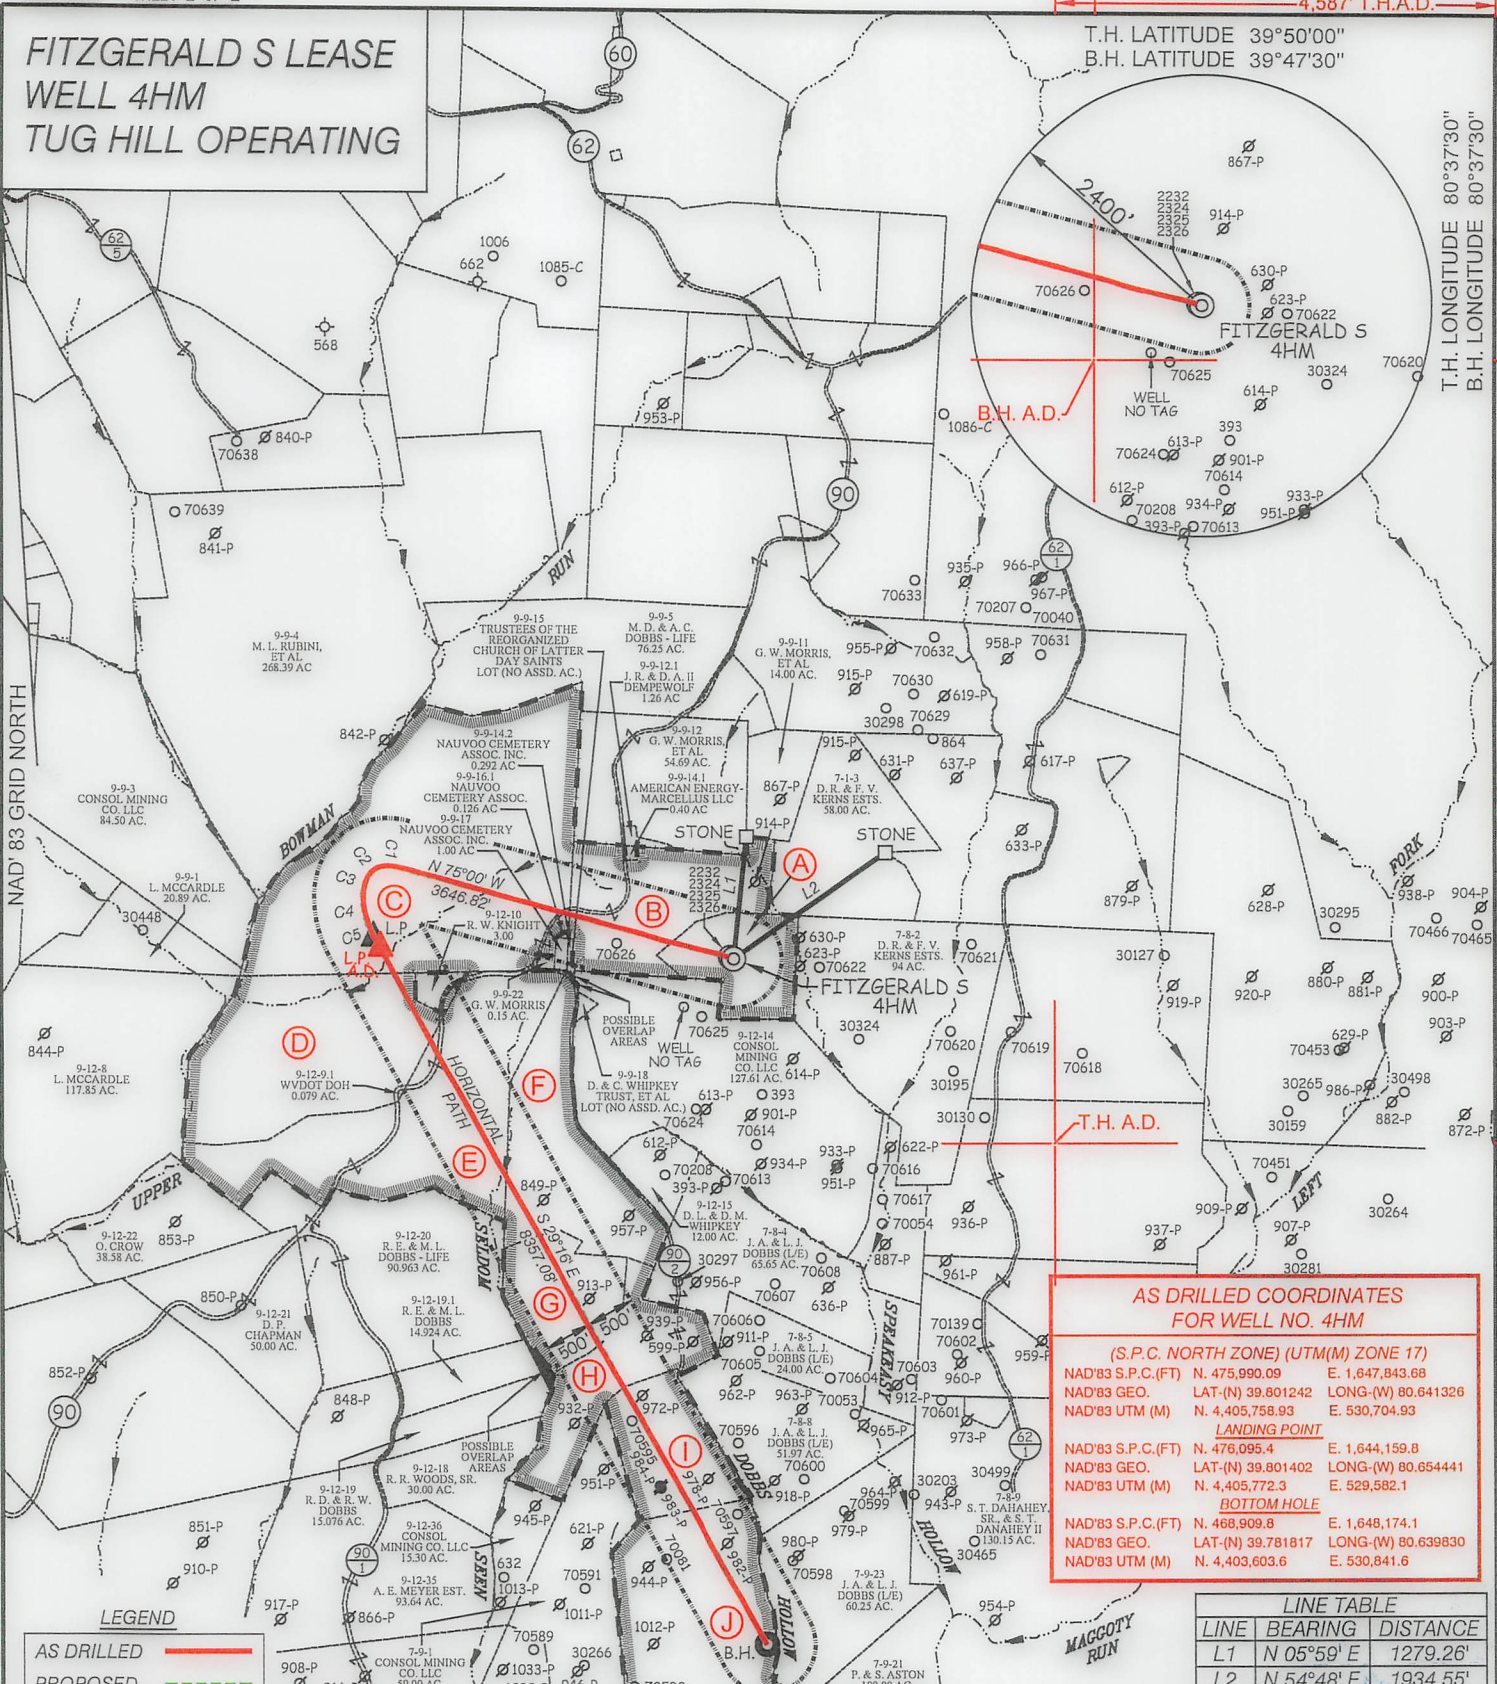 4,587' T.H.A.D.
FITZGERALD S LEASE
WELL 4HM
TUG HILL OPERATING
T.H. LATITUDE 39°50'00"
B.H. LATITUDE 39°47'30"
T.H. LONGITUDE 80°37'30"
B.H. LONGITUDE 80°37'30"
60
62
62
5
867-P
2400'
2232
2324
2325
2326
914-P
630-P
70626
623-P
70622
FITZGERALD S
4HM
70625
30324
70620
WELL
NO TAG
614-P
B.H. A.D.
393
70624
613-P
901-P
70614
612-P
70208
934-P
933-P
951-P
393-P
70613
1006
662
1085-C
568
953-P
1086-C
70638
840-P
90
70639
841-P
RUN
62
1
935-P
966-P
967-P
70633
70207
70040
9-9-4
M. L. RUBINI,
ET AL
268.39 AC
9-9-15
TRUSTEES OF THE
REORGANIZED
CHURCH OF LATTER
DAY SAINTS
LOT (NO ASSD. AC.)
9-9-5
M. D. & A. C.
DOBBS - LIFE
76.25 AC.
9-9-12.1
J. R. & D. A. II
DEMPEWOLF
1.26 AC
9-9-11
G. W. MORRIS,
ET AL
14.00 AC.
955-P
70632
958-P
70631
915-P
70630
619-P
30298
70629
864
NAD' 83 GRID NORTH
842-P
9-9-14.2
NAUVOO CEMETERY
ASSOC. INC.
0.292 AC
9-9-16.1
NAUVOO
CEMETERY ASSOC.
0.126 AC
9-9-17
NAUVOO CEMETERY
ASSOC. INC.
1.00 AC
9-9-12
G. W. MORRIS,
ET AL
54.69 AC.
9-9-14.1
AMERICAN ENERGY-
MARCELLUS LLC
0.40 AC
915-P
631-P
637-P
617-P
867-P
7-1-3
D. R. & F. V.
KERNS ESTS.
58.00 AC.
9-9-3
CONSOL MINING
CO. LLC
84.50 AC.
BOWMAN
STONE
914-P
STONE
633-P
FORK
C1
C2
C3
C4
C5
N 75°00' W
3646.82'
2232
2324
2325
2326
L1
L2
A
B
C
9-9-1
L. MCCARDLE
20.89 AC.
30448
L.P.
L.P.
A.D.
9-12-10
R. W. KNIGHT
3.00
70626
630-P
623-P
70622
7-8-2
D. R. & F. V.
KERNS ESTS.
94 AC.
70621
879-P
628-P
30295
938-P
904-P
70466
70465
30127
919-P
920-P
880-P
881-P
900-P
903-P
FITZGERALD S
4HM
9-9-22
G. W. MORRIS
0.15 AC.
POSSIBLE
OVERLAP
AREAS
WELL
NO TAG
70625
9-12-14
CONSOL
MINING
CO. LLC
127.61 AC.
30324
70620
70619
70618
629-P
70453
844-P
9-12-8
L. MCCARDLE
117.85 AC.
D
9-12-9.1
WVDOT DOH
0.079 AC.
HORIZONTAL
PATH
F
9-9-18
D. & C. WHIPKEY
TRUST, ET AL
LOT (NO ASSD. AC.)
614-P
30195
30265
986-P
30498
882-P
30159
872-P
613-P
70624
393
901-P
70614
30130
T.H. A.D.
E
612-P
70208
393-P
70613
934-P
933-P
951-P
622-P
70616
70451
LEFT
UPPER
853-P
849-P
957-P
9-12-15
D. L. & D. M.
WHIPKEY
12.00 AC.
70617
70054
936-P
887-P
937-P
909-P
907-P
30264
30281
9-12-22
O. CROW
38.58 AC.
9-12-20
R. E. & M. L.
DOBBS - LIFE
90.963 AC.
SELDOM
S 29°16' E
8357.08'
90
2
30297
956-P
7-8-4
J. A. & L. J.
DOBBS (L/E)
65.65 AC.
70608
961-P
850-P
9-12-21
D. P.
CHAPMAN
50.00 AC.
9-12-19.1
R. E. & M. L.
DOBBS
14.924 AC.
G
913-P
70607
636-P
500'
500'
939-P
599-P
70606
911-P
70605
7-8-5
J. A. & L. J.
DOBBS (L/E)
24.00 AC.
SPEAKEASY
70139
70602
959-P
960-P
852-P
848-P
H
932-P
972-P
962-P
963-P
70604
70603
912-P
70053
70601
965-P
973-P
90
POSSIBLE
OVERLAP
AREAS
70595
984-P
I
70596
7-8-8
J. A. & L. J.
DOBBS (L/E)
51.97 AC.
62
1
9-12-18
R. R. WOODS, SR.
30.00 AC.
951-P
978-P
DOBBS
70600
918-P
964-P
30203
943-P
30499
9-12-19
R. D. & R. W.
DOBBS
15.076 AC.
983-P
70597
70599
979-P
7-8-9
S. T. DAHAHEY,
SR., & S. T.
DANAHEY II
130.15 AC.
945-P
851-P
910-P
9-12-36
CONSOL
MINING CO. LLC
15.30 AC.
621-P
70081
982-P
980-P
70598
HOLLOW
30465
90
1
9-12-35
A. E. MEYER EST.
93.64 AC.
SEEN
632
1013-P
70591
944-P
7-9-23
J. A. & L. J.
DOBBS (L/E)
60.25 AC.
954-P
917-P
866-P
1011-P
1012-P
J
B.H.
HOLLOW
MAGGOTY
RUN
7-9-1
CONSOL MINING
CO. LLC
70589
1033-P
30266
908-P
7-9-21
P. & S. ASTON
LEGEND
AS DRILLED
PROPOSED
AS DRILLED COORDINATES
FOR WELL NO. 4HM
(S.P.C. NORTH ZONE) (UTM(M) ZONE 17)
NAD'83 S.P.C.(FT) N. 475,990.09 E. 1,647,843.68
NAD'83 GEO. LAT-(N) 39.801242 LONG-(W) 80.641326
NAD'83 UTM (M) N. 4,405,758.93 E. 530,704.93
LANDING POINT
NAD'83 S.P.C.(FT) N. 476,095.4 E. 1,644,159.8
NAD'83 GEO. LAT-(N) 39.801402 LONG-(W) 80.654441
NAD'83 UTM (M) N. 4,405,772.3 E. 529,582.1
BOTTOM HOLE
NAD'83 S.P.C.(FT) N. 468,909.8 E. 1,648,174.1
NAD'83 GEO. LAT-(N) 39.781817 LONG-(W) 80.639830
NAD'83 UTM (M) N. 4,403,603.6 E. 530,841.6
LINE TABLE
LINE BEARING DISTANCE
L1 N 05°59' E 1279.26'
L2 N 54°48' E 1934.55'